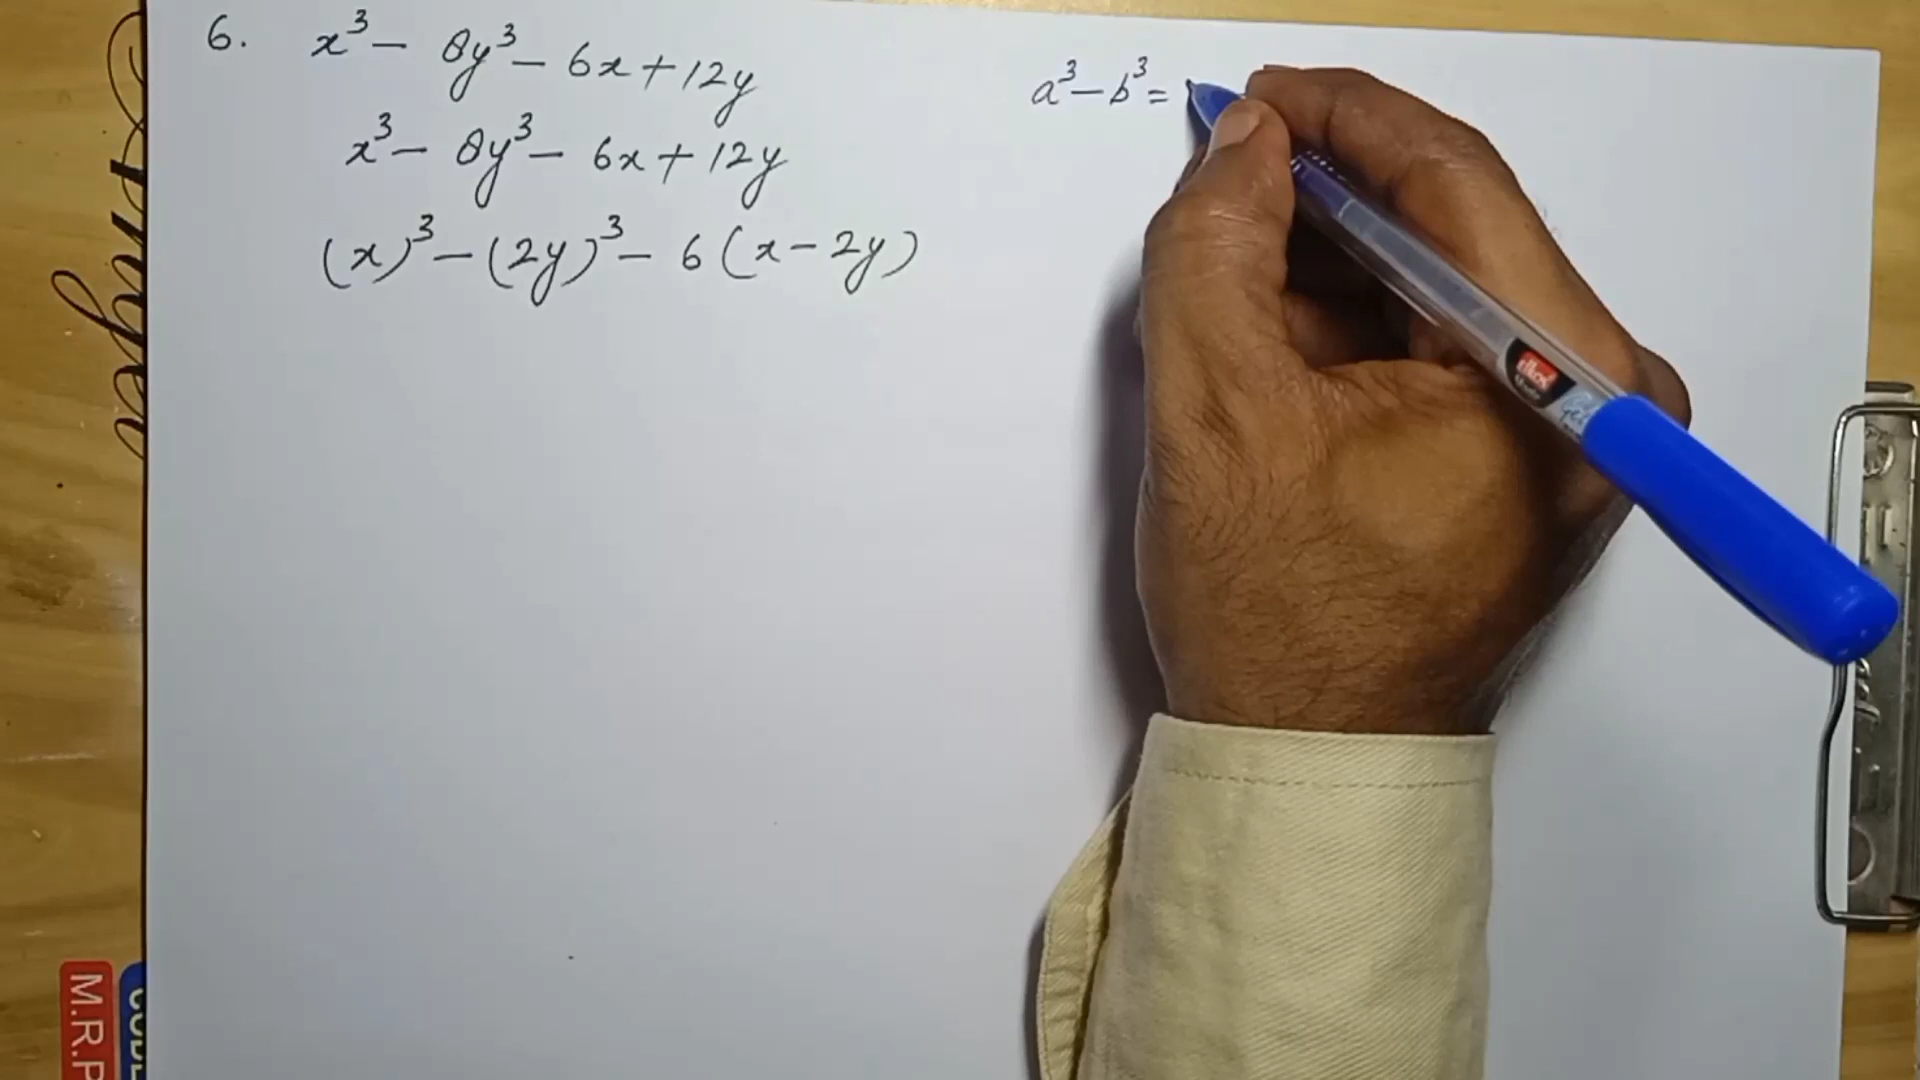 6. x³ - 8y³ - 6x + 12y
a³ - b³ =
x³ - 8y³ - 6x + 12y
(x)³ - (2y)³ - 6(x - 2y)
M.R.P